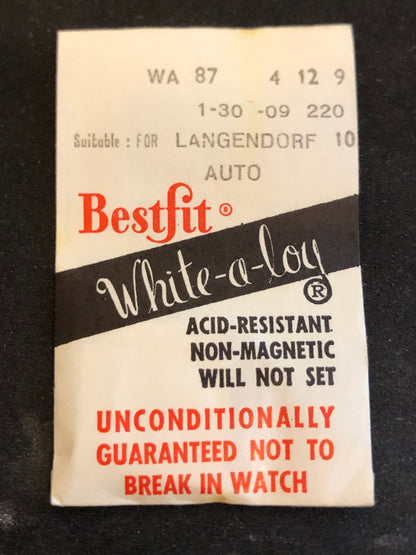 WA 87 4 12 9
1-30 -09 220
Suitable : FOR LANGENDORF 10
AUTO
Bestfit ®
White-a-loy ®
ACID-RESISTANT
NON-MAGNETIC
WILL NOT SET
UNCONDITIONALLY
GUARANTEED NOT TO
BREAK IN WATCH